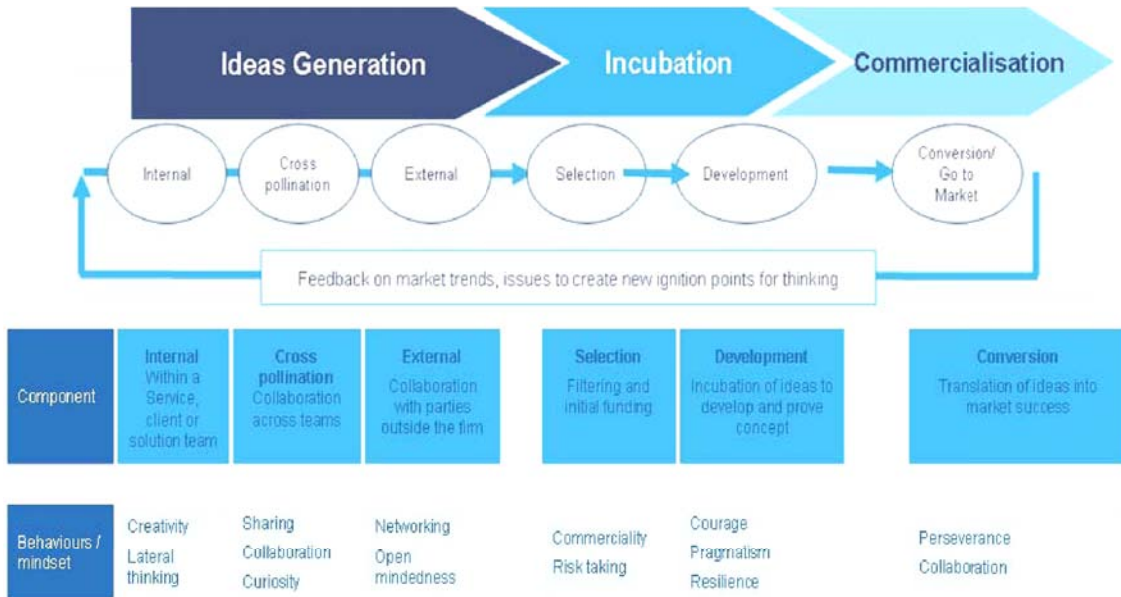 Ideas Generation
Incubation
Commercialisation
Internal
Cross
pollination
External
Selection
Development
Conversion/
Go to
Market
Feedback on market trends, issues to create new ignition points for thinking
Component
Internal
Within a
Service,
client or
solution team
Cross
pollination
Collaboration
across teams
External
Collaboration
with parties
outside the firm
Selection
Filtering and
initial funding
Development
Incubation of ideas to
develop and prove
concept
Conversion
Translation of ideas into
market success
Behaviours /
mindset
Creativity
Lateral
thinking
Sharing
Collaboration
Curiosity
Networking
Open
mindedness
Commerciality
Risk taking
Courage
Pragmatism
Resilience
Perseverance
Collaboration